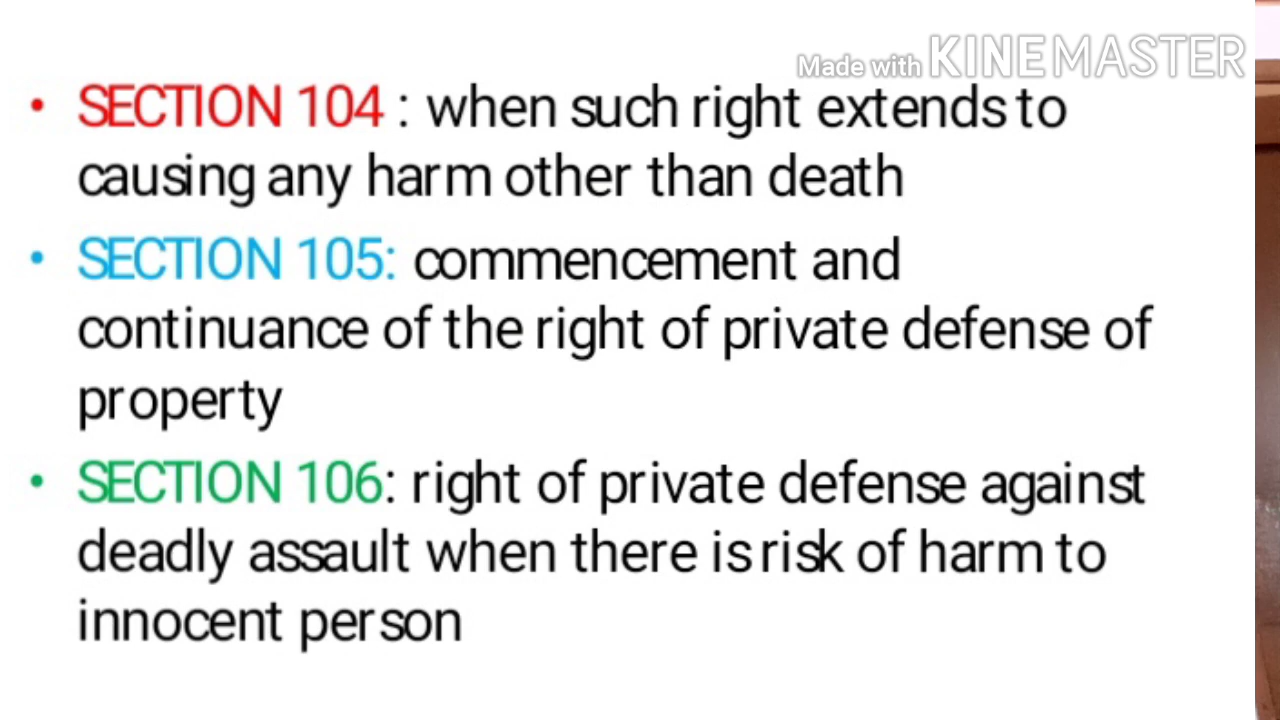 Made with KINEMASTER
• SECTION 104 : when such right extends to
causing any harm other than death
• SECTION 105: commencement and
continuance of the right of private defense of
property
• SECTION 106: right of private defense against
deadly assault when there is risk of harm to
innocent person